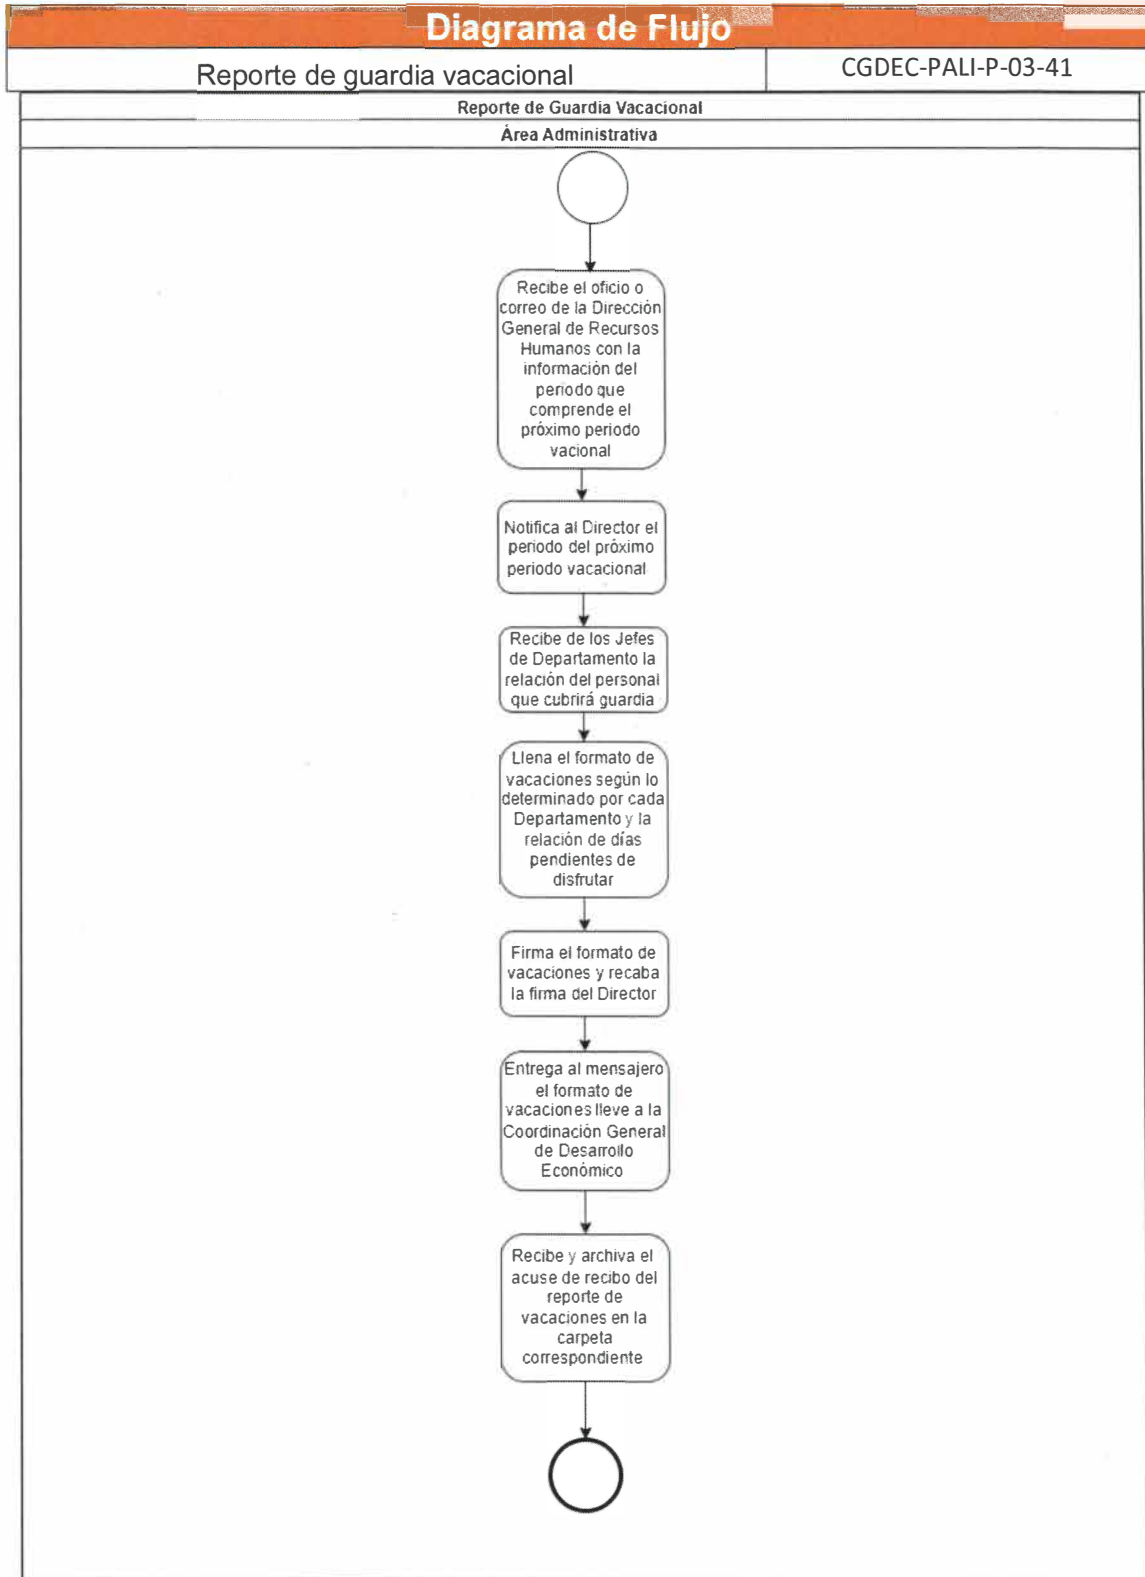 Diagrama de Flujo
Reporte de guardia vacacional
CGDEC-PALI-P-03-41
Reporte de Guardia Vacacional
Área Administrativa
Recibe el oficio o
correo de la Dirección
General de Recursos
Humanos con la
información del
periodo que
comprende el
próximo periodo
vacional
Notifica al Director el
periodo del próximo
periodo vacacional
Recibe de los Jefes
de Departamento la
relación del personal
que cubrirá guardia
Llena el formato de
vacaciones según lo
determinado por cada
Departamento y la
relación de días
pendientes de
disfrutar
Firma el formato de
vacaciones y recaba
la firma del Director
Entrega al mensajero
el formato de
vacaciones lleve a la
Coordinación General
de Desarrollo
Económico
Recibe y archiva el
acuse de recibo del
reporte de
vacaciones en la
carpeta
correspondiente